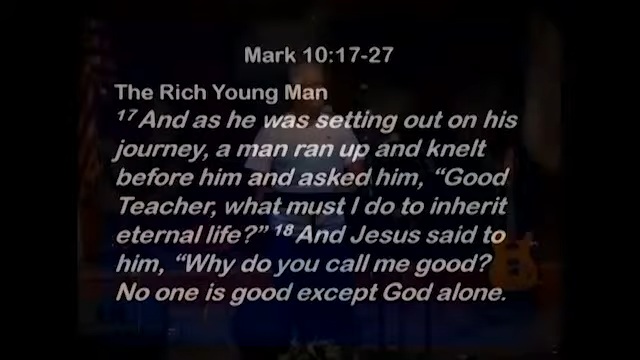 Mark 10:17-27
The Rich Young Man
17 And as he was setting out on his
journey, a man ran up and knelt
before him and asked him, “Good
Teacher, what must I do to inherit
eternal life?” 18 And Jesus said to
him, “Why do you call me good?
No one is good except God alone.